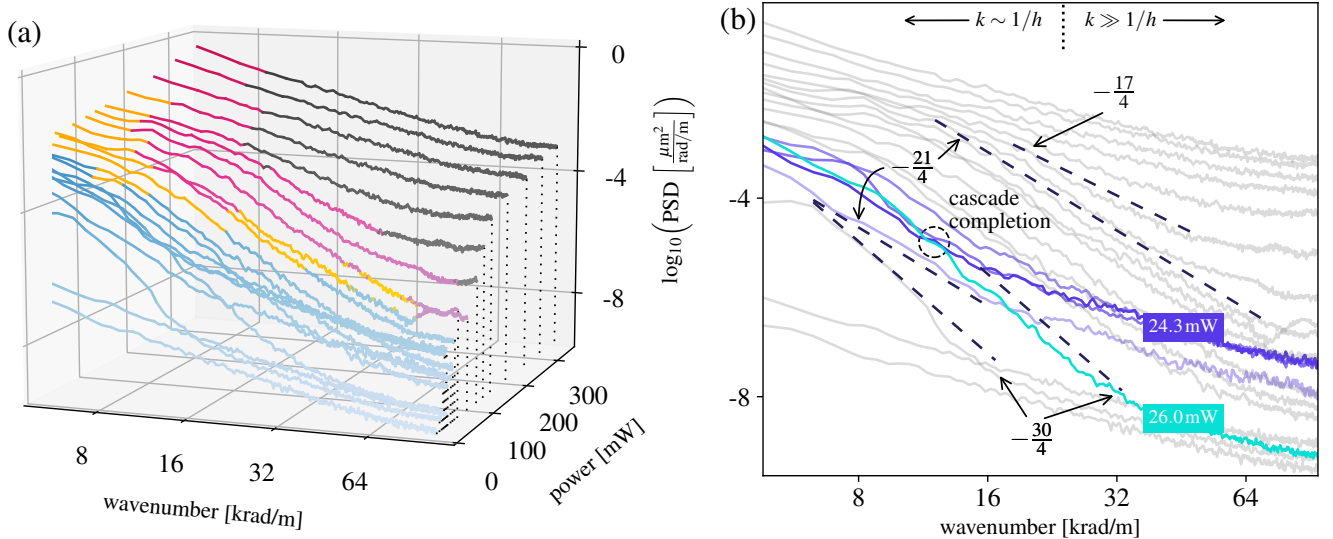 (a)
0
-4
-8
log10(PSD [μm²/rad/m])
300
200
100
0
power [mW]
8
16
32
64
wavenumber [krad/m]
(b)
k ∼ 1/h
k ≫ 1/h
−17/4
−21/4
cascade
completion
-4
24.3 mW
-8
26.0 mW
−30/4
8
16
32
64
wavenumber [krad/m]